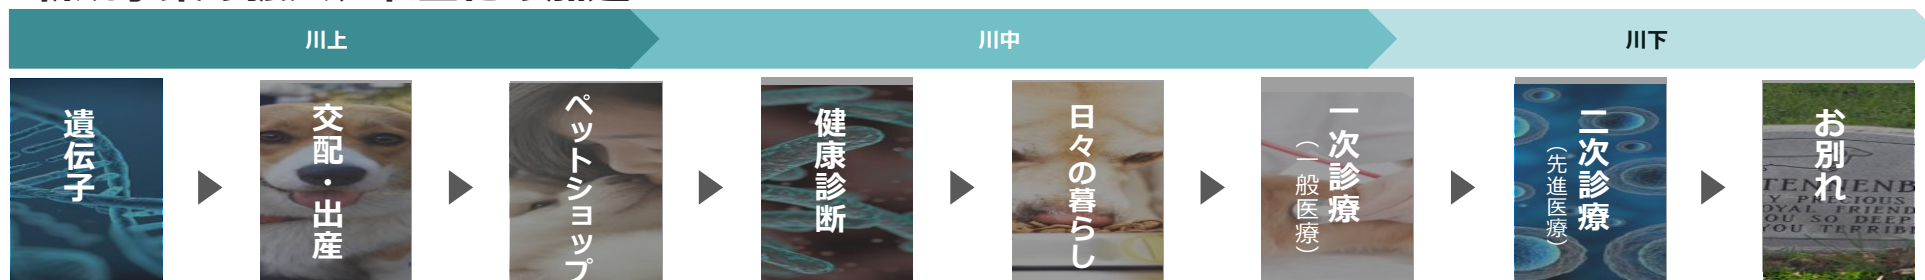 川上
川中
川下
遺伝子
交配・出産
ペットショップ
健康診断
日々の暮らし
一次診療
（一般医療）
二次診療
（先進医療）
お別れ